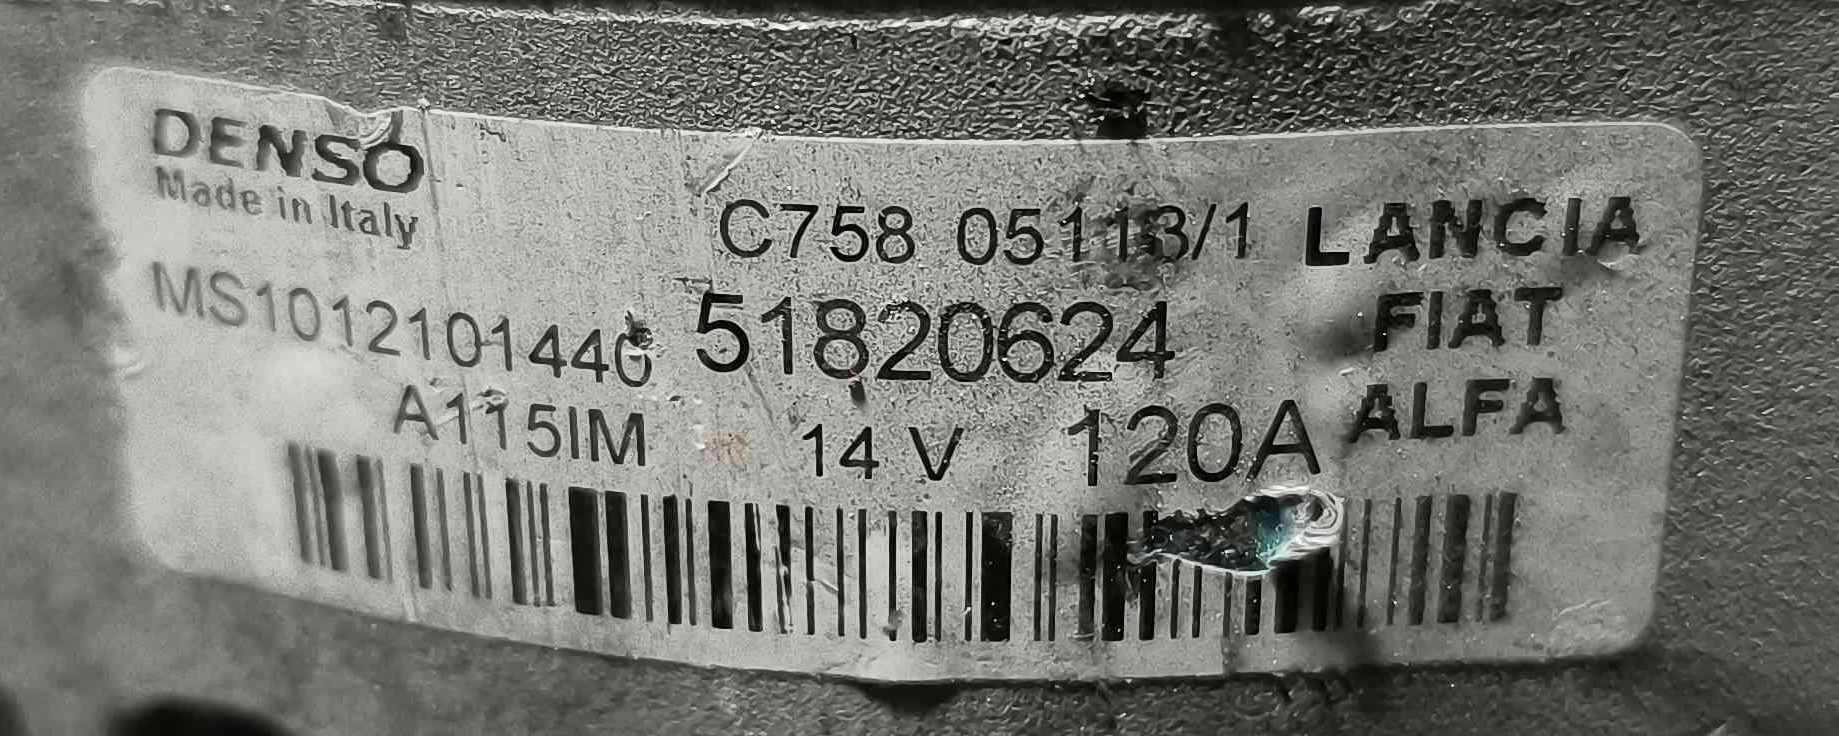 DENSO
Made in Italy
C758 05113/1 LANCIA
MS1012101440 51820624 FIAT
A115IM 14 V 120A ALFA